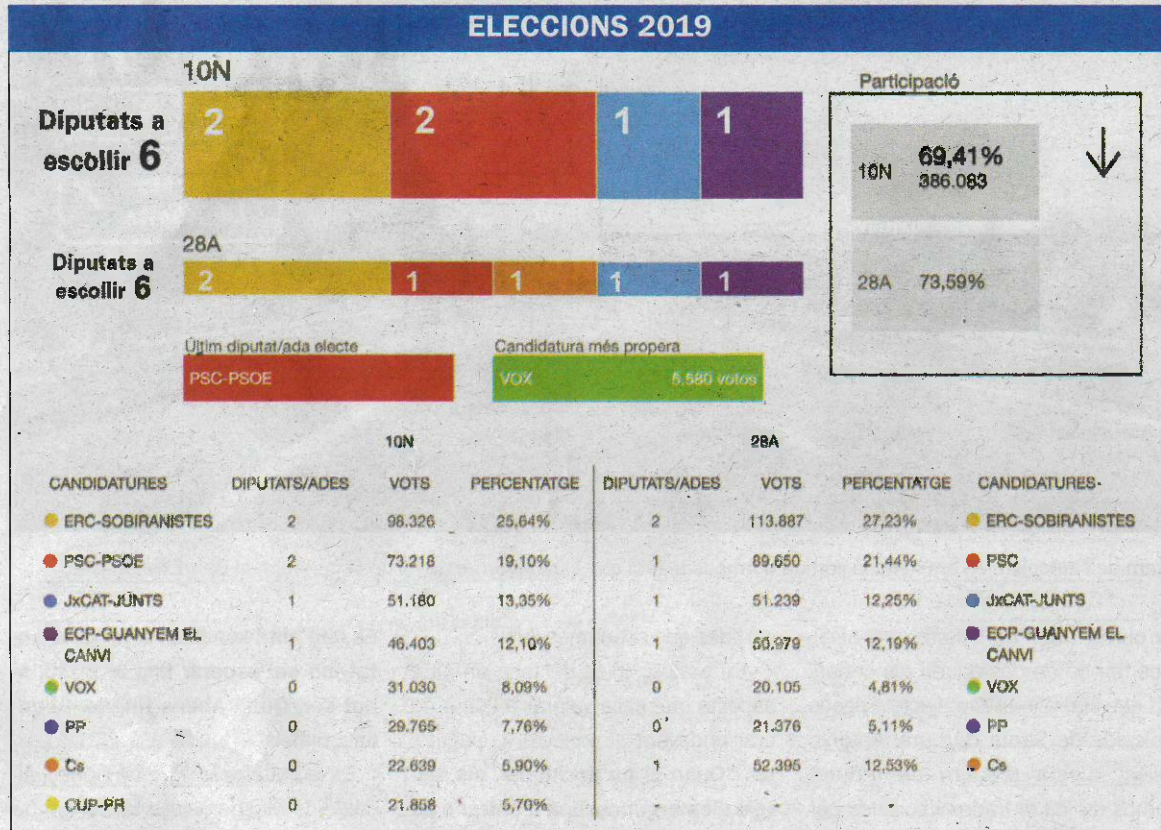 ELECCIONS 2019
10N
Diputats a
escollir 6
2 2 1 1
28A
Diputats a
escollir 6
2 1 1 1 1
Participació
10N 69,41%
386.083
28A 73,59%
Últim diputat/ada electe
PSC-PSOE
Candidatura més propera
VOX 5.580 votos
10N 28A
CANDIDATURES DIPUTATS/ADES VOTS PERCENTATGE DIPUTATS/ADES VOTS PERCENTATGE CANDIDATURES
ERC-SOBIRANISTES 2 98.326 25,64% 2 113.887 27,23% ERC-SOBIRANISTES
PSC-PSOE 2 73.218 19,10% 1 89.650 21,44% PSC
JxCAT-JUNTS 1 51.180 13,35% 1 51.239 12,25% JxCAT-JUNTS
ECP-GUANYEM EL
CANVI 1 46.403 12,10% 1 50.979 12,19% ECP-GUANYEM EL
CANVI
VOX 0 31.030 8,09% 0 20.105 4,81% VOX
PP 0 29.765 7,76% 0 21.376 5,11% PP
Cs 0 22.639 5,90% 1 52,395 12,53% Cs
CUP-PR 0 21.858 5,70%